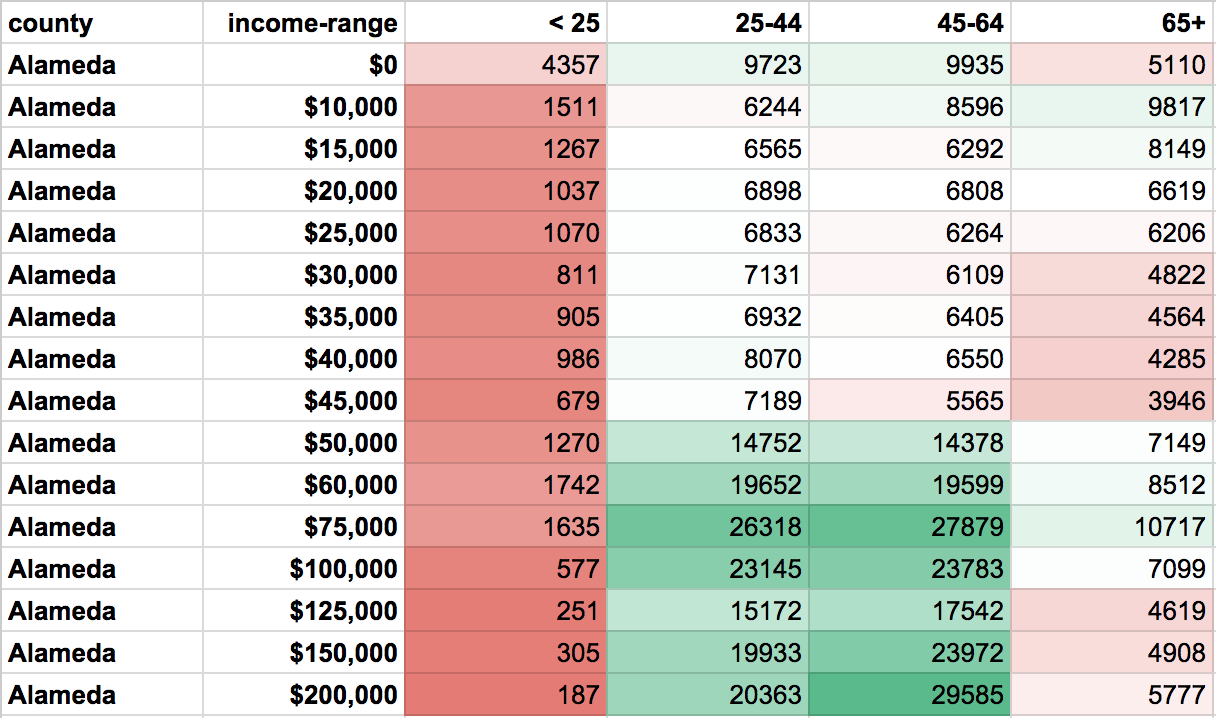 county income-range < 25 25-44 45-64 65+
Alameda $0 4357 9723 9935 5110
Alameda $10,000 1511 6244 8596 9817
Alameda $15,000 1267 6565 6292 8149
Alameda $20,000 1037 6898 6808 6619
Alameda $25,000 1070 6833 6264 6206
Alameda $30,000 811 7131 6109 4822
Alameda $35,000 905 6932 6405 4564
Alameda $40,000 986 8070 6550 4285
Alameda $45,000 679 7189 5565 3946
Alameda $50,000 1270 14752 14378 7149
Alameda $60,000 1742 19652 19599 8512
Alameda $75,000 1635 26318 27879 10717
Alameda $100,000 577 23145 23783 7099
Alameda $125,000 251 15172 17542 4619
Alameda $150,000 305 19933 23972 4908
Alameda $200,000 187 20363 29585 5777